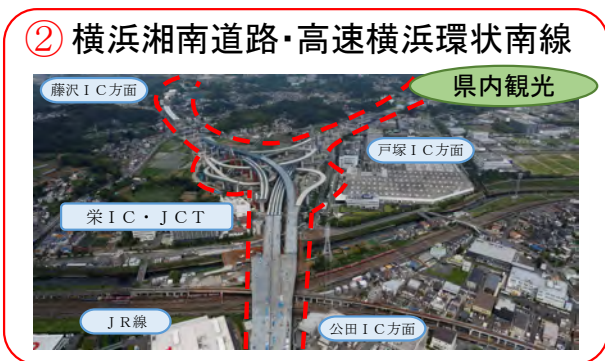 ② 横浜湘南道路・高速横浜環状南線
県内観光
藤沢ＩＣ方面
戸塚ＩＣ方面
栄ＩＣ・ＪＣＴ
ＪＲ線
公田ＩＣ方面